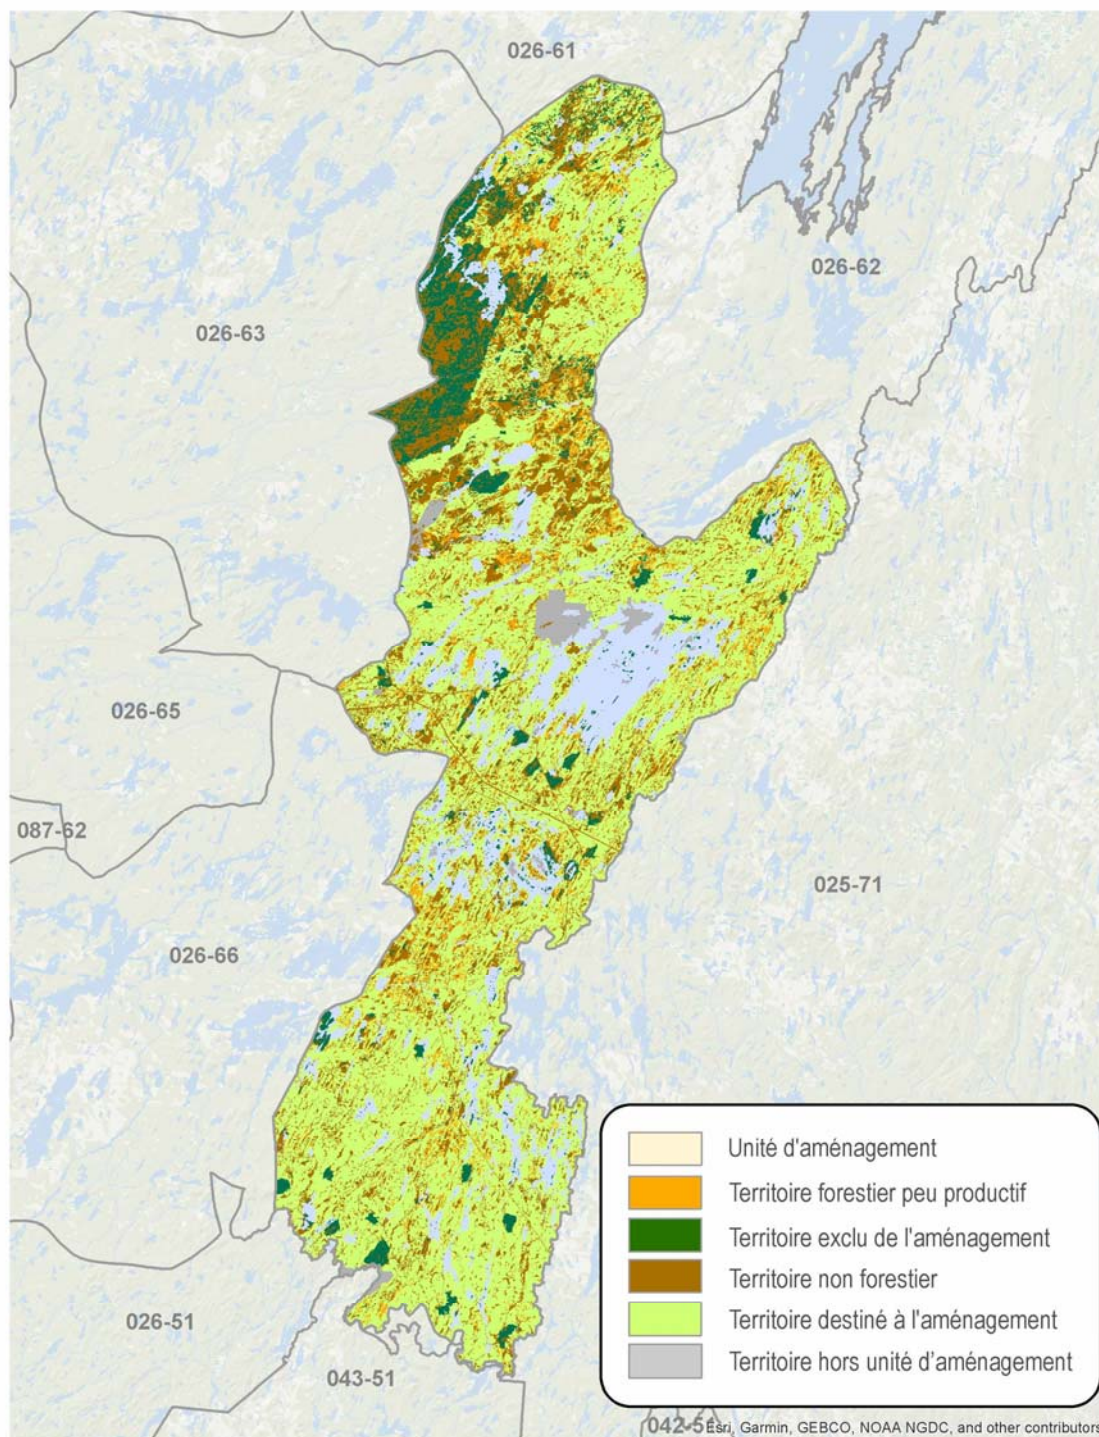 026-61
026-62
026-63
026-65
087-62
025-71
026-66
Unité d'aménagement
Territoire forestier peu productif
Territoire exclu de l'aménagement
Territoire non forestier
Territoire destiné à l'aménagement
Territoire hors unité d'aménagement
026-51
043-51
042-51
Esri, Garmin, GEBCO, NOAA NGDC, and other contributors